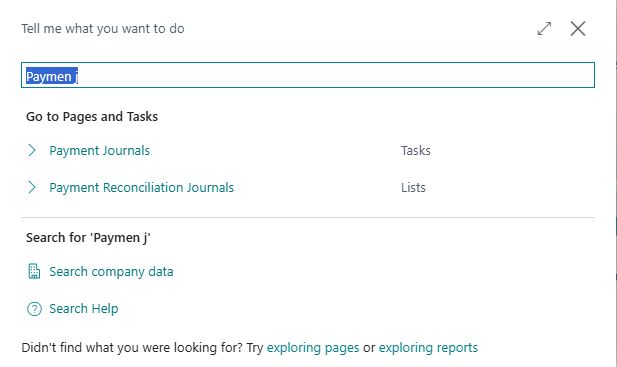 Tell me what you want to do
Paymen j
Go to Pages and Tasks
Payment Journals Tasks
Payment Reconciliation Journals Lists
Search for 'Paymen j'
Search company data
Search Help
Didn't find what you were looking for? Try exploring pages or exploring reports